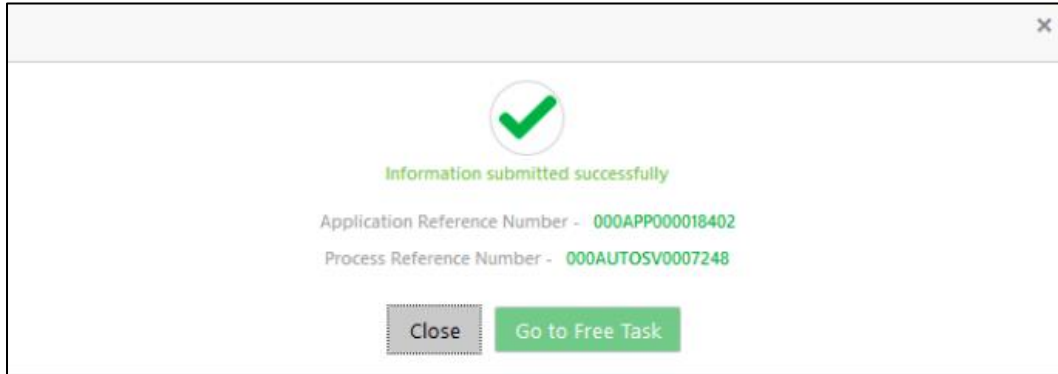 ×
Information submitted successfully
Application Reference Number - 000APP000018402
Process Reference Number - 000AUTOSV0007248
Close Go to Free Task